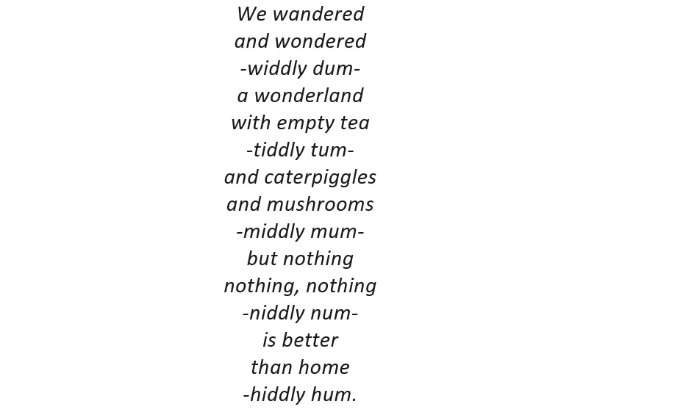 We wandered
and wondered
-widdly dum-
a wonderland
with empty tea
-tiddly tum-
and caterpiggles
and mushrooms
-middly mum-
but nothing
nothing, nothing
-niddly num-
is better
than home
-hiddly hum.